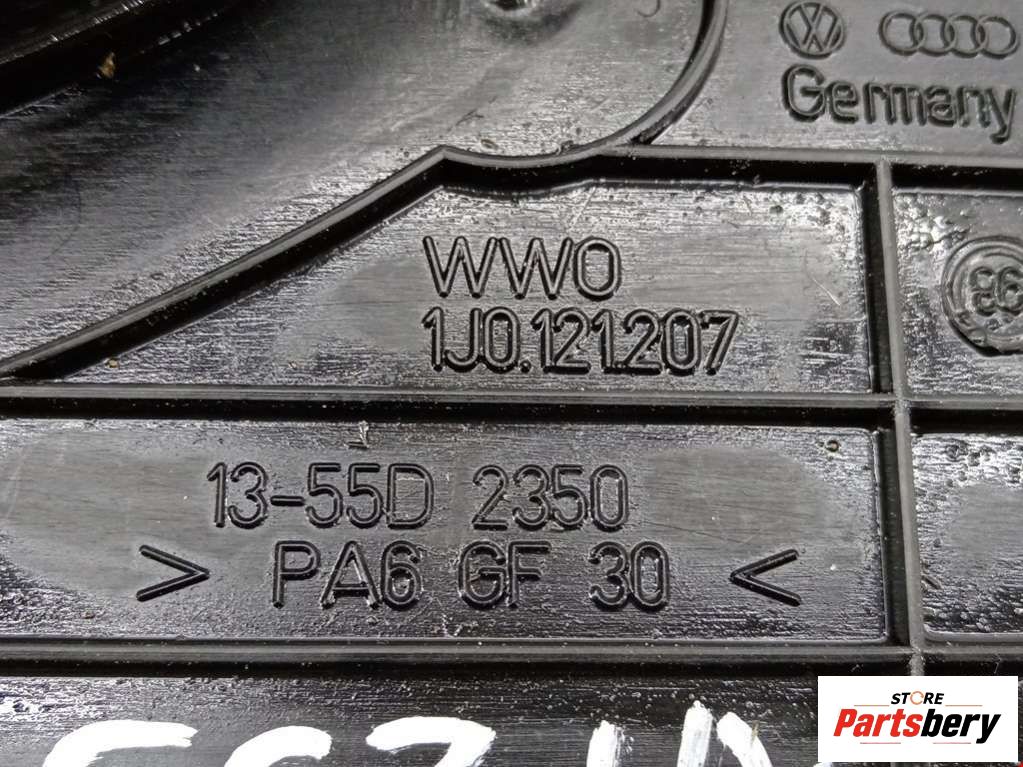 Germany
WWO
1J0.121.207
13-55D 2350
> PA6 GF 30 <
STORE
Partsbery